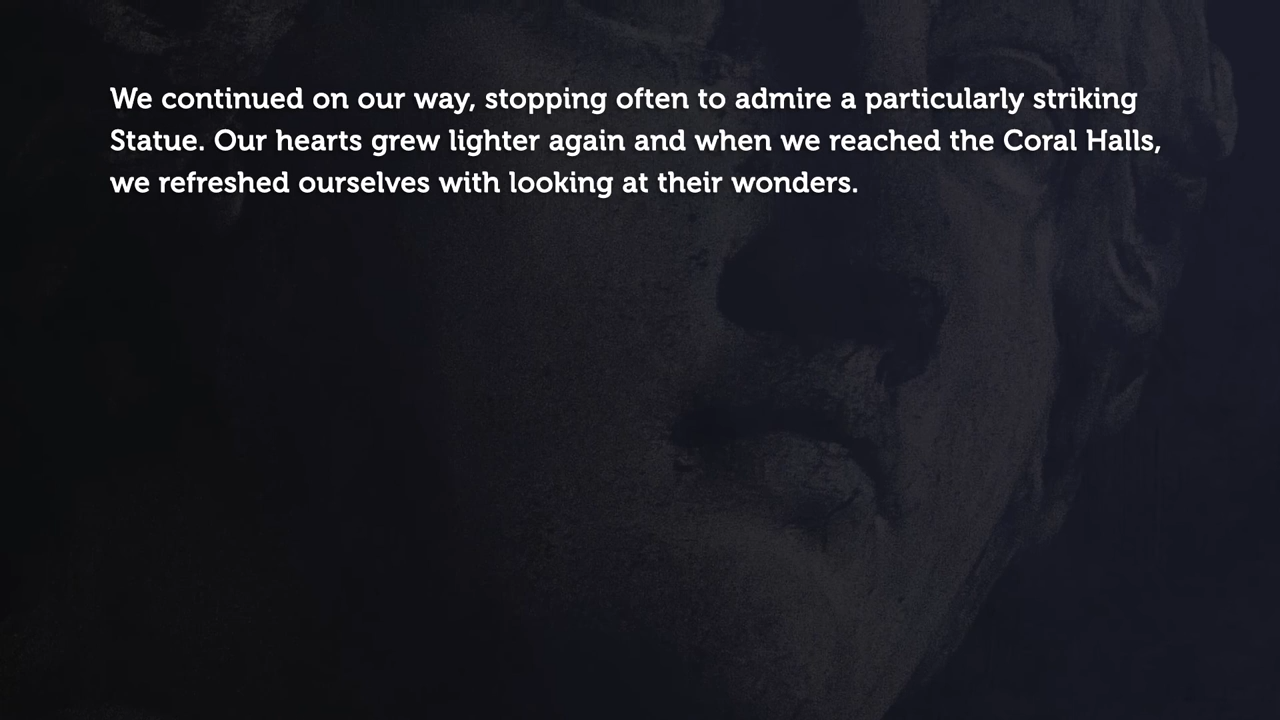 We continued on our way, stopping often to admire a particularly striking
Statue. Our hearts grew lighter again and when we reached the Coral Halls,
we refreshed ourselves with looking at their wonders.